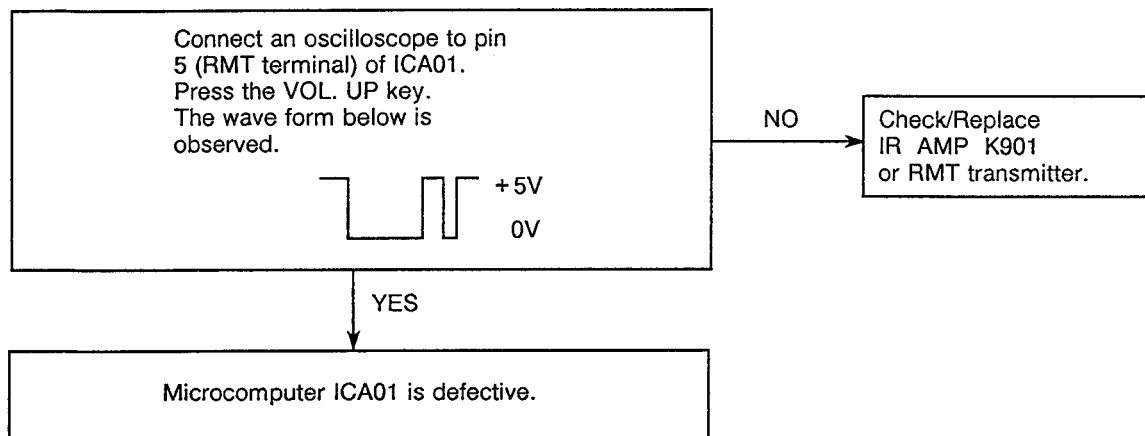 Connect an oscilloscope to pin
5 (RMT terminal) of ICA01.
Press the VOL. UP key.
The wave form below is
observed.
+5V
0V
NO
Check/Replace
IR AMP K901
or RMT transmitter.
YES
Microcomputer ICA01 is defective.